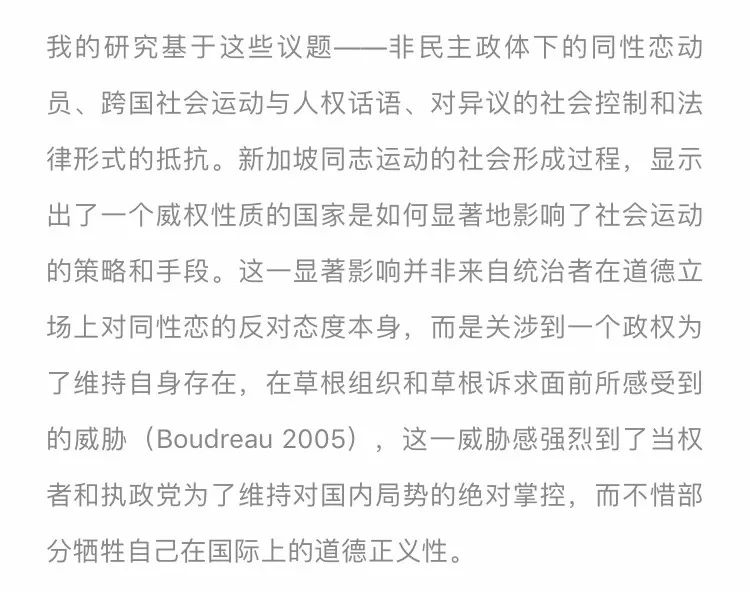 我的研究基于这些议题——非民主政体下的同性恋动
员、跨国社会运动与人权话语、对异议的社会控制和法
律形式的抵抗。新加坡同志运动的社会形成过程，显示
出了一个威权性质的国家是如何显著地影响了社会运动
的策略和手段。这一显著影响并非来自统治者在道德立
场上对同性恋的反对态度本身，而是关涉到一个政权为
了维持自身存在，在草根组织和草根诉求面前所感受到
的威胁（Boudreau 2005），这一威胁感强烈到了当权
者和执政党为了维持对国内局势的绝对掌控，而不惜部
分牺牲自己在国际上的道德正义性。